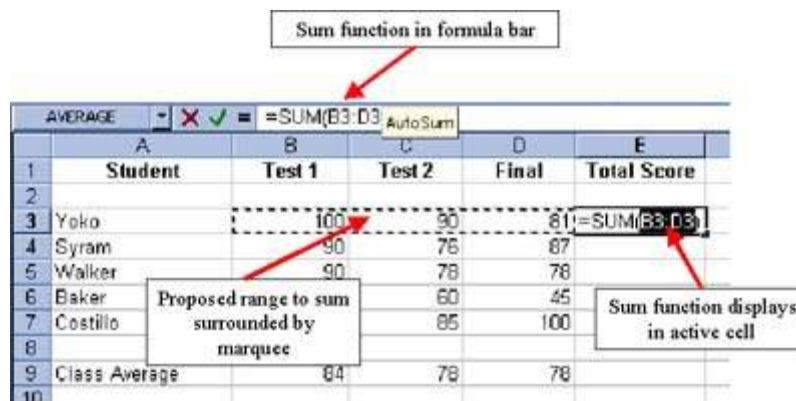 Sum function in formula bar
AVERAGE = =SUM(B3:D3 AutoSum
A B C D E
1 Student Test 1 Test 2 Final Total Score
2
3 Yoko 100 90 81 =SUM(B3:D3)
4 Syram 90 76 87
5 Walker 90 78 78
6 Baker 60 45
7 Costillo 85 100
8
9 Class Average 84 78 78
10
Proposed range to sum
surrounded by
marquee
Sum function displays
in active cell